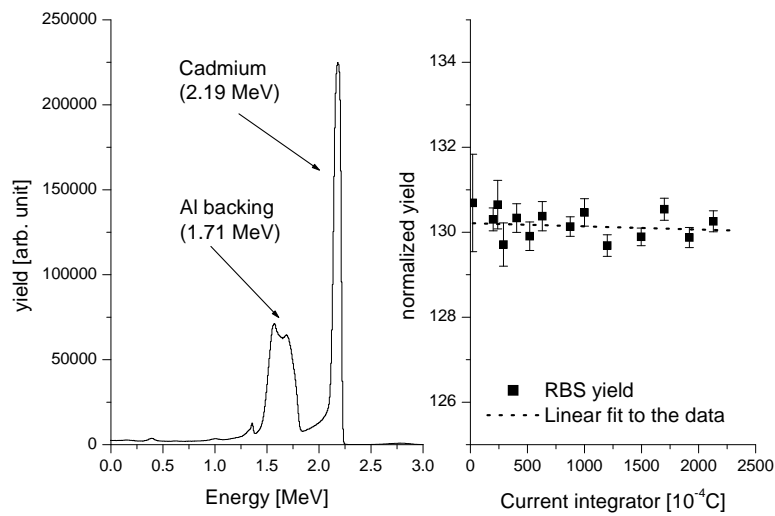 250000
200000
150000
100000
50000
0
yield [arb. unit]
Cadmium
(2.19 MeV)
Al backing
(1.71 MeV)
0.0 0.5 1.0 1.5 2.0 2.5 3.0
Energy [MeV]
134
132
130
128
126
normalized yield
RBS yield
Linear fit to the data
0 500 1000 1500 2000 2500
Current integrator [10⁻⁴C]